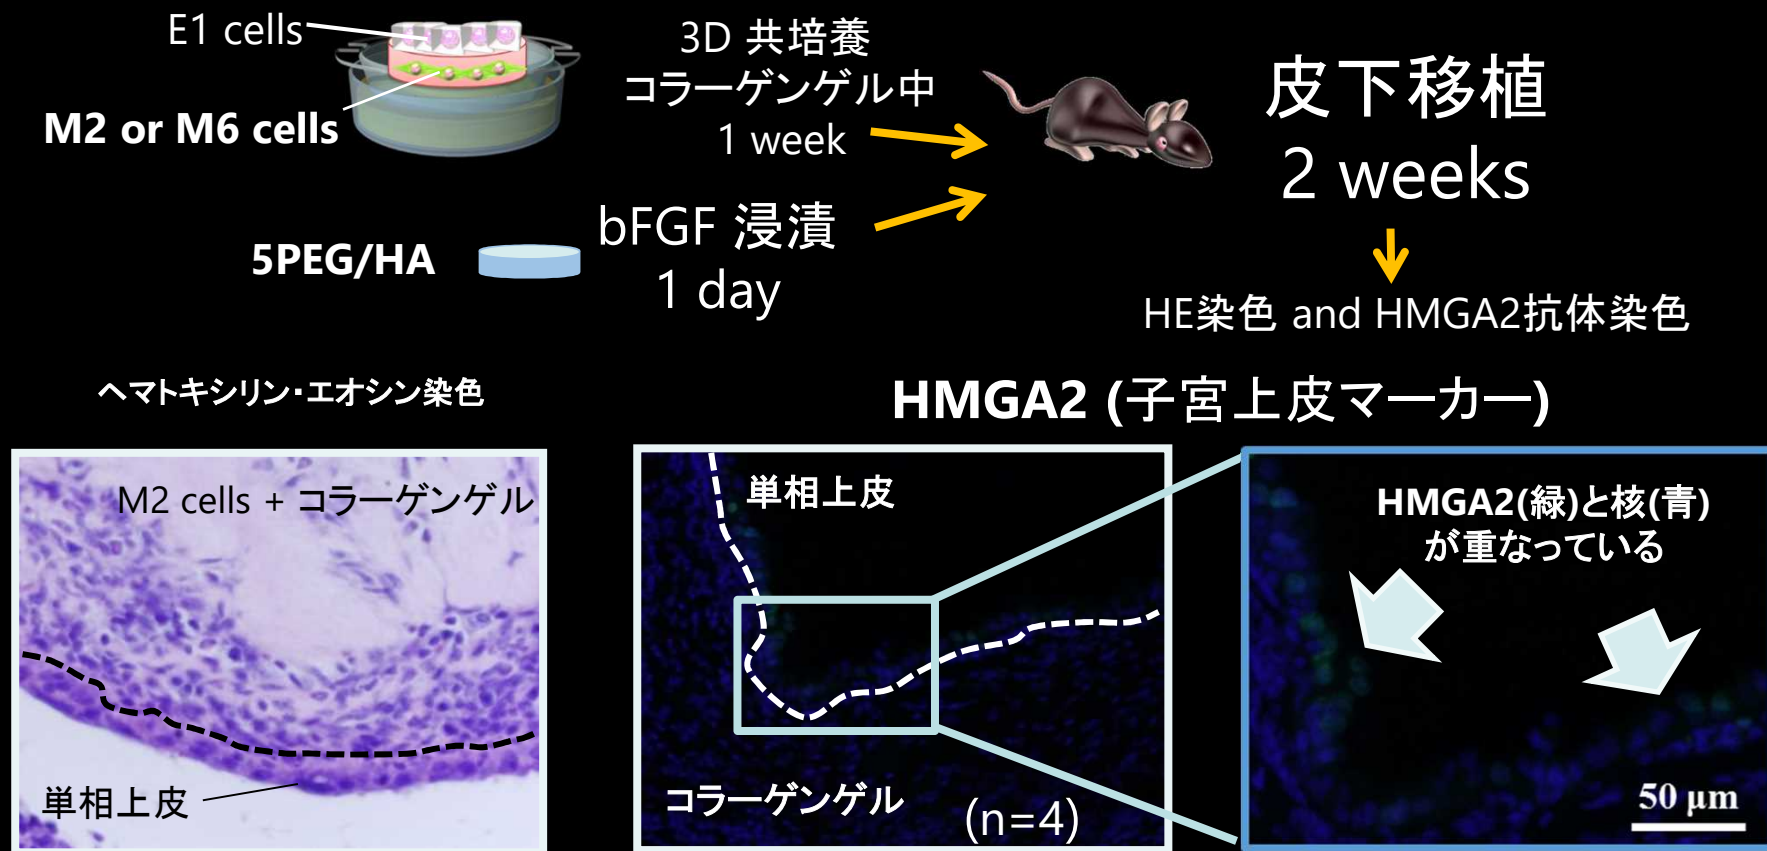 E1 cells
M2 or M6 cells
3D 共培養
コラーゲンゲル中
1 week
皮下移植
2 weeks
5PEG/HA
bFGF 浸漬
1 day
HE染色 and HMGA2抗体染色
ヘマトキシリン・エオシン染色
HMGA2 (子宮上皮マーカー)
M2 cells + コラーゲンゲル
単相上皮
単相上皮
コラーゲンゲル
(n=4)
HMGA2(緑)と核(青)
が重なっている
50 μm